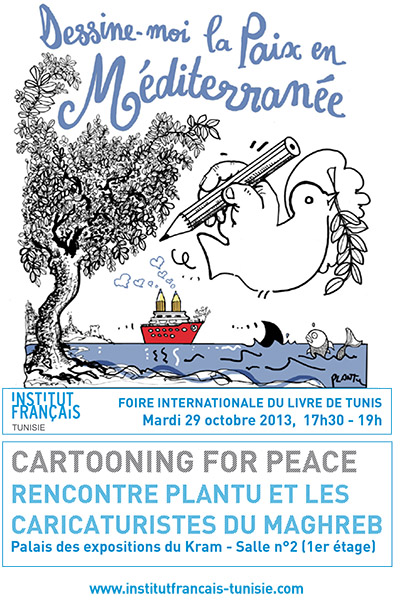 Dessine-moi la Paix en
Méditerranée
PLANTU
INSTITUT
FRANÇAIS
TUNISIE
FOIRE INTERNATIONALE DU LIVRE DE TUNIS
Mardi 29 octobre 2013, 17h30 - 19h
CARTOONING FOR PEACE
RENCONTRE PLANTU ET LES
CARICATURISTES DU MAGHREB
Palais des expositions du Kram - Salle n°2 (1er étage)
www.institutfrancais-tunisie.com